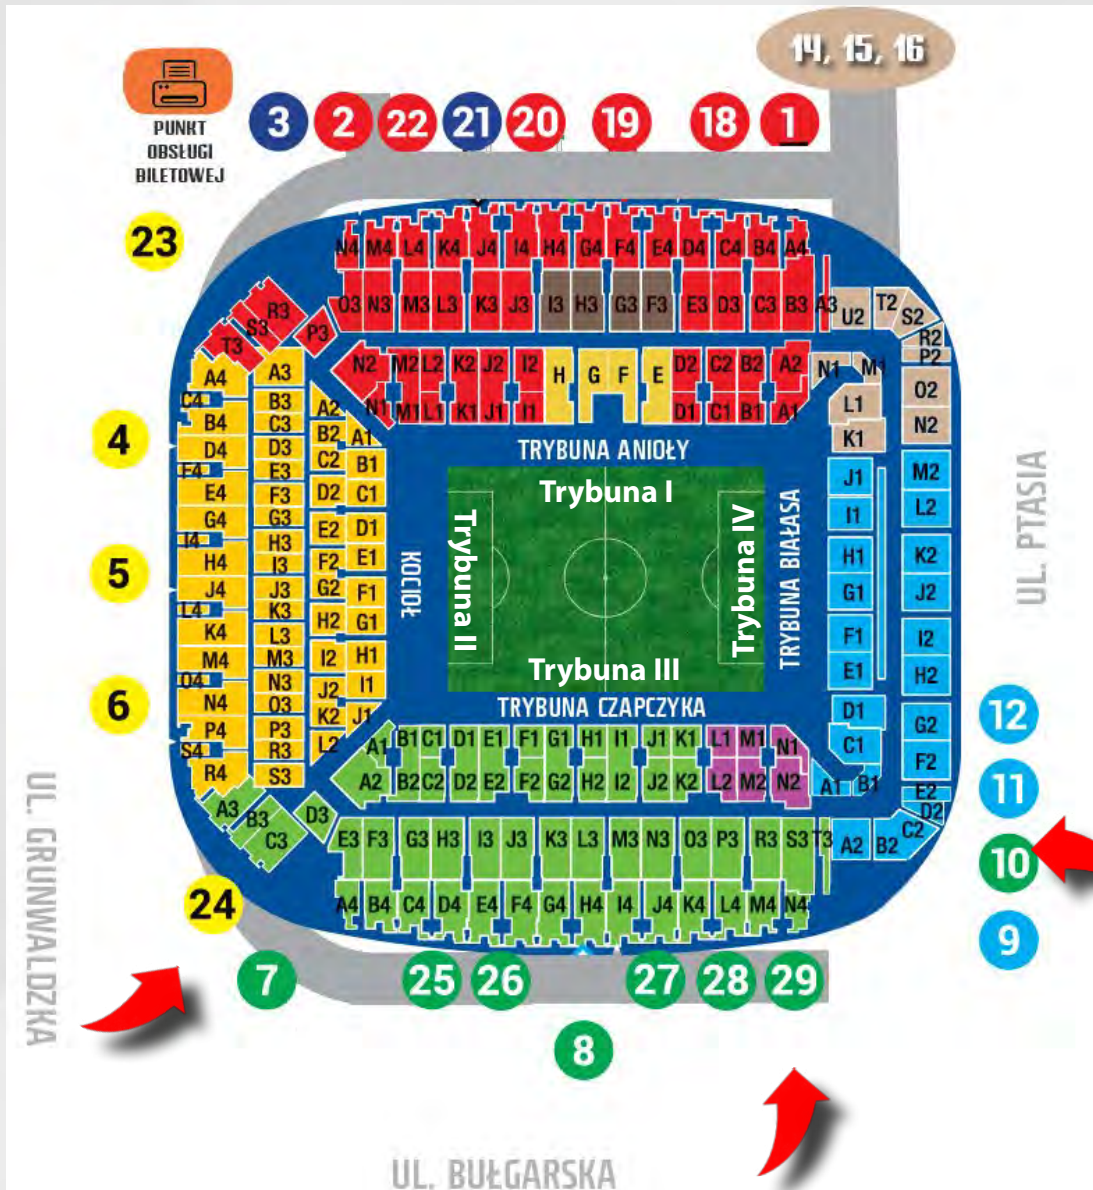 14, 15, 16
PUNKT
OBSŁUGI
BILETOWEJ
3 2 22 21 20 19 18 1
23
N4 M4 L4 K4 J4 I4 H4 G4 F4 E4 D4 C4 B4 A4
O3 N3 M3 L3 K3 J3 I3 H3 G3 F3 E3 D3 C3 B3 A3
R3
S3
T3
P3
U2 T2 S2
R2
P2
O2
N2
N2 M2 L2 K2 J2 I2 H G F E D2 C2 B2 A2
N1 M1 L1 K1 J1 I1 D1 C1 B1 A1
N1 M1
L1
K1
TRYBUNA ANIOŁY
Trybuna I
Trybuna II
Trybuna III
Trybuna IV
KOCIOŁ
TRYBUNA BIAŁASA
TRYBUNA CZAPCZYKA
A4
C4
B4
D4
F4
E4
G4
I4
H4
J4
L4
K4
M4
O4
N4
P4
S4
R4
A3
B3
C3
D3
E3
F3
G3
H3
I3
J3
K3
L3
M3
N3
O3
P3
R3
S3
A2
B2
C2
D2
E2
F2
G2
H2
I2
J2
K2
L2
A1
B1
C1
D1
E1
F1
G1
H1
I1
J1
4
5
6
J1
I1
H1
G1
F1
E1
D1
C1
A1 B1
M2
L2
K2
J2
I2
H2
G2
F2
E2
D2
C2
A2 B2
UL. PTASIA
12
11
10
9
A1 B1 C1 D1 E1 F1 G1 H1 I1 J1 K1 L1 M1 N1
A2 B2 C2 D2 E2 F2 G2 H2 I2 J2 K2 L2 M2 N2
A3
B3
C3
D3
E3 F3 G3 H3 I3 J3 K3 L3 M3 N3 O3 P3 R3 S3 T3
A4 B4 C4 D4 E4 F4 G4 H4 I4 J4 K4 L4 M4 N4
24
7 25 26 27 28 29
8
UL. GRUNWALDZKA
UL. BUŁGARSKA